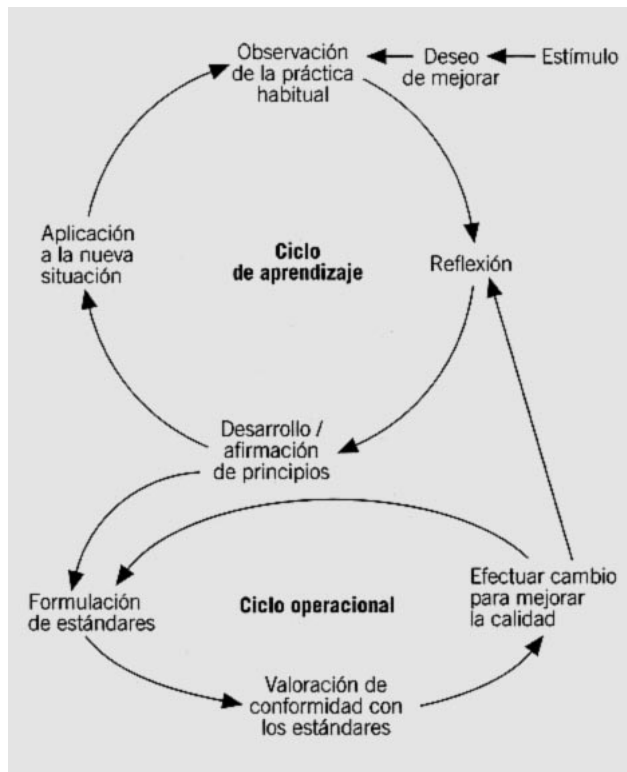 Observación
de la práctica
habitual
Deseo
de mejorar
Estímulo
Aplicación
a la nueva
situación
Ciclo
de aprendizaje
Reflexión
Desarrollo /
afirmación
de principios
Formulación
de estándares
Ciclo operacional
Efectuar cambio
para mejorar
la calidad
Valoración de
conformidad con
los estándares